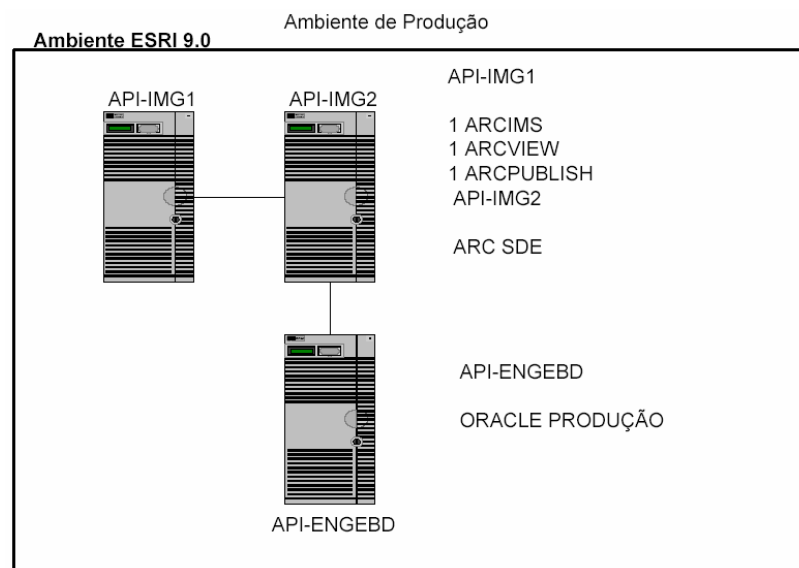 Ambiente de Produção
Ambiente ESRI 9.0
API-IMG1
API-IMG2
API-ENGEBD
API-IMG1
1 ARCIMS
1 ARCVIEW
1 ARCPUBLISH
API-IMG2
ARC SDE
API-ENGEBD
ORACLE PRODUÇÃO